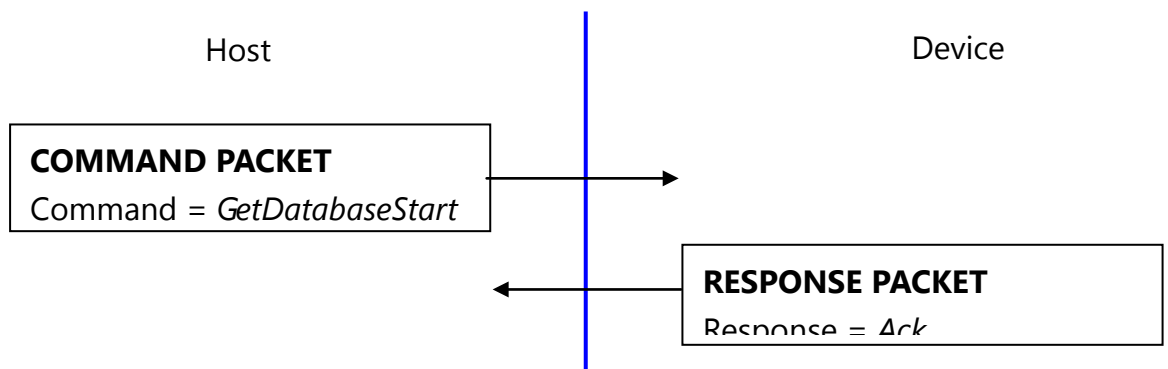 Host
Device
COMMAND PACKET
Command = GetDatabaseStart
RESPONSE PACKET
Response = Ack